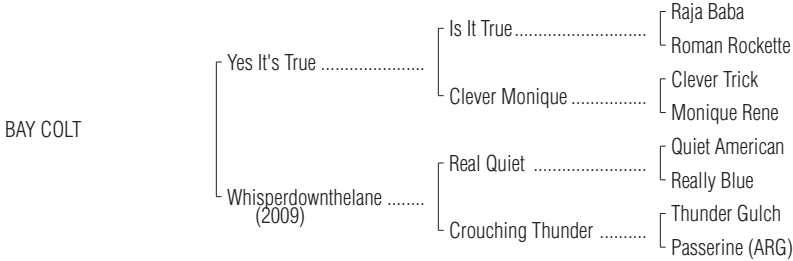 Raja Baba
Is It True............................
Roman Rockette
Yes It's True ......................
Clever Trick
Clever Monique ................
Monique Rene
BAY COLT
Quiet American
Real Quiet ........................
Really Blue
Whisperdownthelane ........
(2009)
Thunder Gulch
Crouching Thunder ..........
Passerine (ARG)